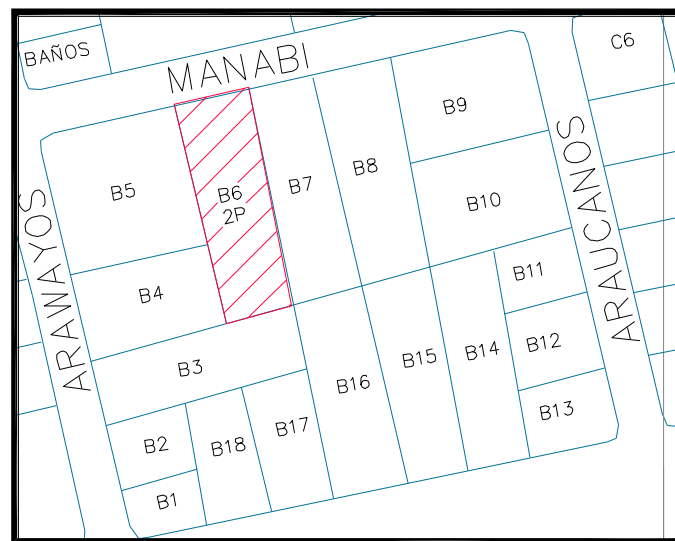 BAÑOS
MANABI
C6
B9
B5
B6
2P
B7
B8
B10
ARAWAYOS
ARAUCANOS
B4
B11
B3
B16
B15
B14
B12
B2
B18
B17
B13
B1